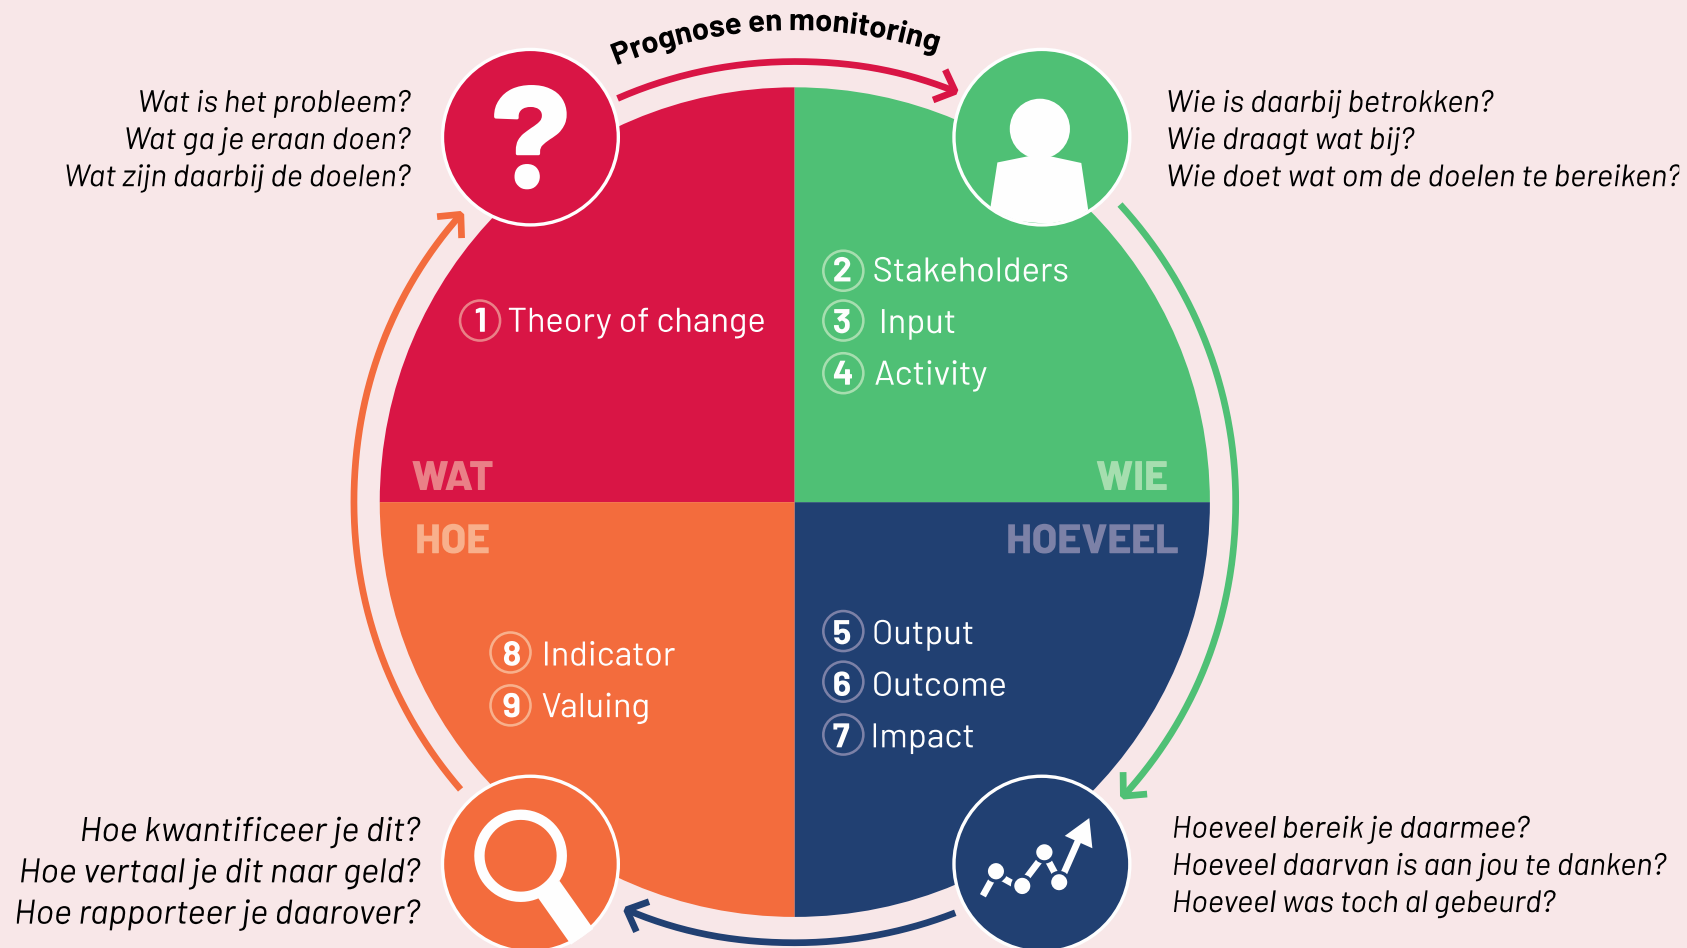 Prognose en monitoring
Wat is het probleem?
Wat ga je eraan doen?
Wat zijn daarbij de doelen?
Wie is daarbij betrokken?
Wie draagt wat bij?
Wie doet wat om de doelen te bereiken?
1 Theory of change
WAT
2 Stakeholders
3 Input
4 Activity
WIE
HOE
8 Indicator
9 Valuing
HOEVEEL
5 Output
6 Outcome
7 Impact
Hoe kwantificeer je dit?
Hoe vertaal je dit naar geld?
Hoe rapporteer je daarover?
Hoeveel bereik je daarmee?
Hoeveel daarvan is aan jou te danken?
Hoeveel was toch al gebeurd?